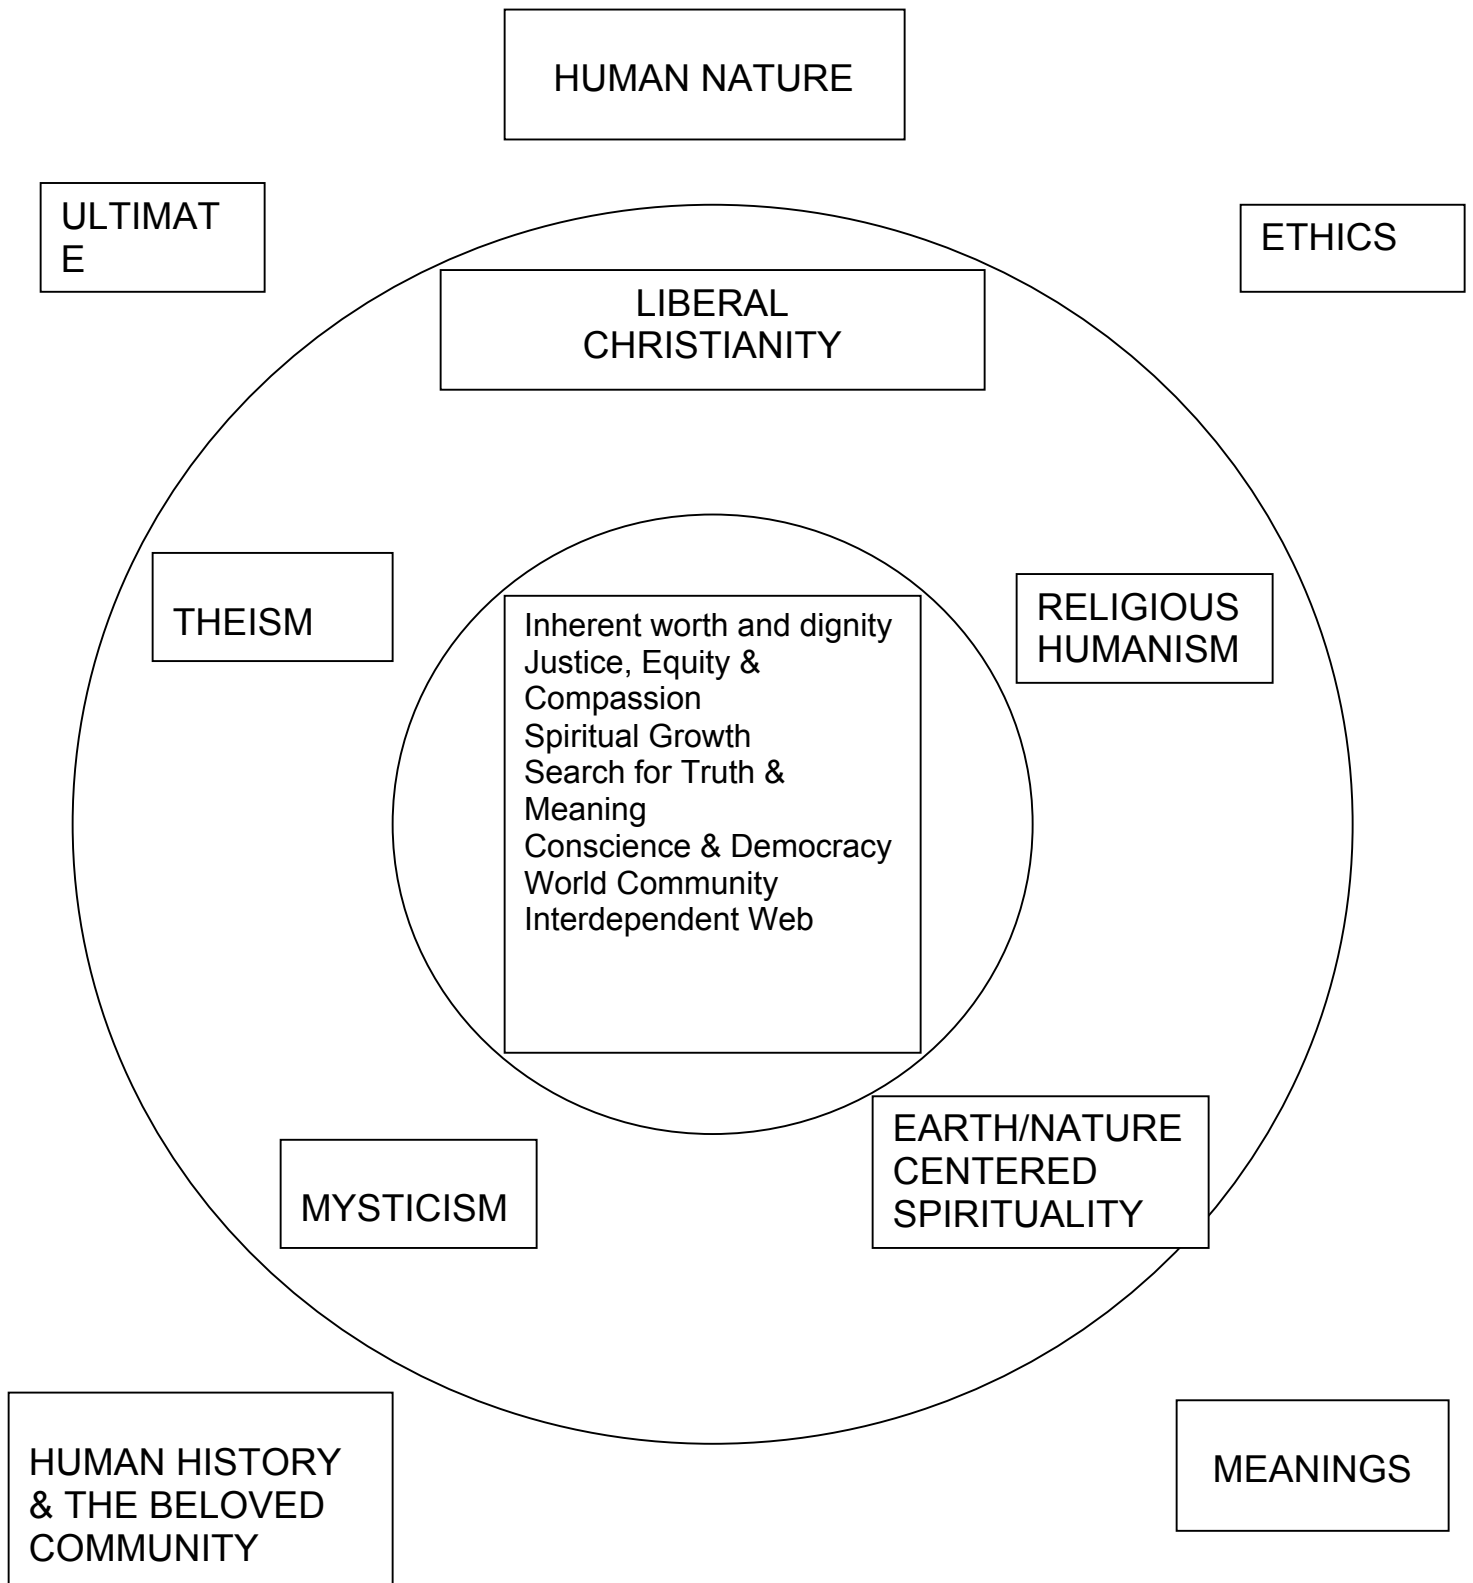 HUMAN NATURE
ULTIMAT
E
ETHICS
LIBERAL
CHRISTIANITY
THEISM
RELIGIOUS
HUMANISM
Inherent worth and dignity
Justice, Equity &
Compassion
Spiritual Growth
Search for Truth &
Meaning
Conscience & Democracy
World Community
Interdependent Web
MYSTICISM
EARTH/NATURE
CENTERED
SPIRITUALITY
HUMAN HISTORY
& THE BELOVED
COMMUNITY
MEANINGS